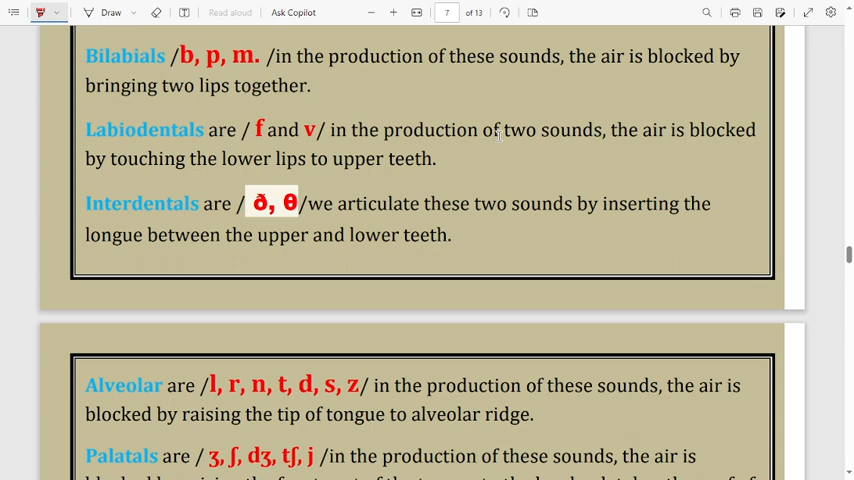 Draw
Read aloud
Ask Copilot
7
of 13
Bilabials /b, p, m. /in the production of these sounds, the air is blocked by
bringing two lips together.
Labiodentals are / f and v/ in the production of two sounds, the air is blocked
by touching the lower lips to upper teeth.
Interdentals are / ð, θ /we articulate these two sounds by inserting the
longue between the upper and lower teeth.
Alveolar are /l, r, n, t, d, s, z/ in the production of these sounds, the air is
blocked by raising the tip of tongue to alveolar ridge.
Palatals are / ʒ, ʃ, dʒ, tʃ, j /in the production of these sounds, the air is